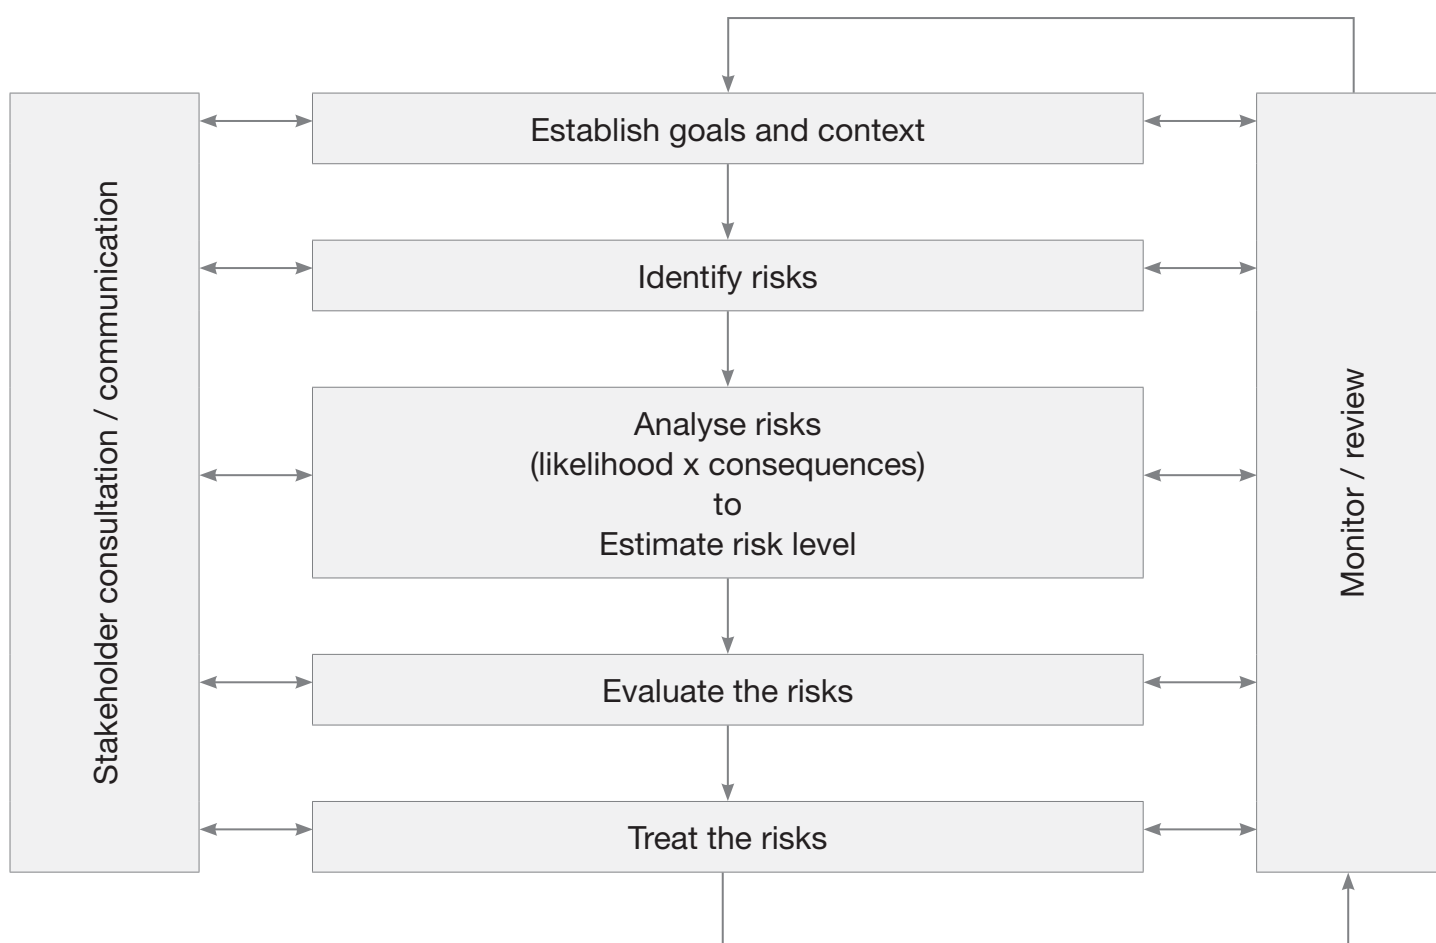 Stakeholder consultation / communication
Establish goals and context
Identify risks
Analyse risks
(likelihood x consequences)
to
Estimate risk level
Evaluate the risks
Treat the risks
Monitor / review